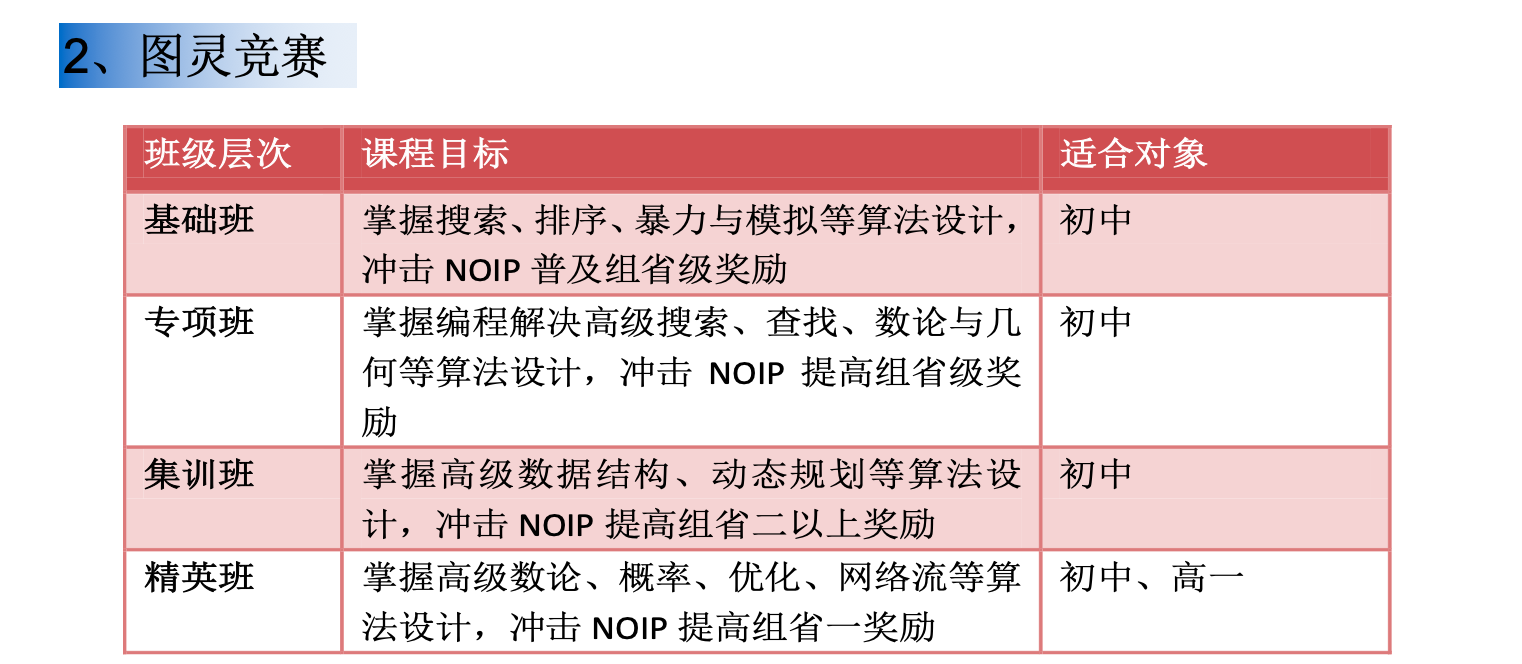 2、图灵竞赛
班级层次 课程目标 适合对象
基础班 掌握搜索、排序、暴力与模拟等算法设计， 初中
冲击 NOIP 普及组省级奖励
专项班 掌握编程解决高级搜索、查找、数论与几 初中
何等算法设计，冲击 NOIP 提高组省级奖
励
集训班 掌握高级数据结构、动态规划等算法设 初中
计，冲击 NOIP 提高组省二以上奖励
精英班 掌握高级数论、概率、优化、网络流等算 初中、高一
法设计，冲击 NOIP 提高组省一奖励